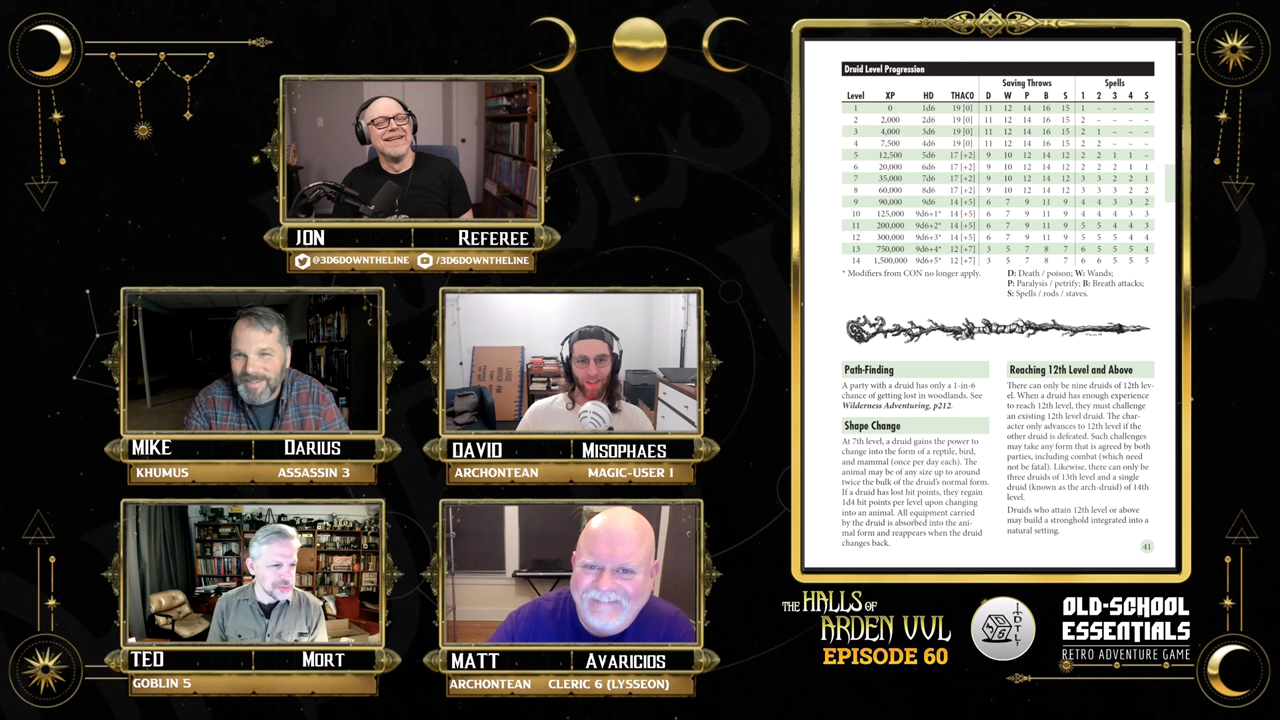 JON REFEREE
@3D6DOWNTHELINE /3D6DOWNTHELINE
MIKE DARIUS
KHUMUS ASSASSIN 3
DAVID MISOPHAES
ARCHONTEAN MAGIC-USER 1
TED MORT
GOBLIN 5
MATT AVARICIOS
ARCHONTEAN CLERIC 6 (LYSSEON)
Druid Level Progression
Saving Throws Spells
Level XP HD THAC0 D W P B S 1 2 3 4 5
1 0 1d6 19 [0] 11 12 14 16 15 1 – – – –
2 2,000 2d6 19 [0] 11 12 14 16 15 2 – – – –
3 4,000 3d6 19 [0] 11 12 14 16 15 2 1 – – –
4 7,500 4d6 19 [0] 11 12 14 16 15 2 2 – – –
5 12,500 5d6 17 [+2] 9 10 12 14 12 2 2 1 1 –
6 20,000 6d6 17 [+2] 9 10 12 14 12 2 2 2 1 1
7 35,000 7d6 17 [+2] 9 10 12 14 12 3 3 2 2 1
8 60,000 8d6 17 [+2] 9 10 12 14 12 3 3 3 2 2
9 90,000 9d6 14 [+5] 6 7 9 11 9 4 4 3 3 2
10 125,000 9d6+1* 14 [+5] 6 7 9 11 9 4 4 4 3 3
11 200,000 9d6+2* 14 [+5] 6 7 9 11 9 5 5 4 4 3
12 300,000 9d6+3* 14 [+5] 6 7 9 11 9 5 5 5 4 4
13 750,000 9d6+4* 12 [+7] 3 5 7 8 7 6 5 5 5 4
14 1,500,000 9d6+5* 12 [+7] 3 5 7 8 7 6 6 5 5 5
* Modifiers from CON no longer apply.
D: Death / poison; W: Wands;
P: Paralysis / petrify; B: Breath attacks;
S: Spells / rods / staves.
Path-Finding
A party with a druid has only a 1-in-6
chance of getting lost in woodlands. See
Wilderness Adventuring, p212.
Shape Change
At 7th level, a druid gains the power to
change into the form of a reptile, bird,
and mammal (once per day each). The
animal may be of any size up to around
twice the bulk of the druid's normal form.
If a druid has lost hit points, they regain
1d4 hit points per level upon changing
into an animal. All equipment carried
by the druid is absorbed into the ani-
mal form and reappears when the druid
changes back.
Reaching 12th Level and Above
There can only be nine druids of 12th lev-
el. When a druid has enough experience
to reach 12th level, they must challenge
an existing 12th level druid. The char-
acter only advances to 12th level if the
other druid is defeated. Such challenges
may take any form that is agreed by both
parties, including combat (which need
not be fatal). Likewise, there can only be
three druids of 13th level and a single
druid (known as the arch-druid) of 14th
level.
Druids who attain 12th level or above
may build a stronghold integrated into a
natural setting.
41
THE HALLS OF
ARDEN VUL
EPISODE 60
OLD-SCHOOL
ESSENTIALS
RETRO ADVENTURE GAME